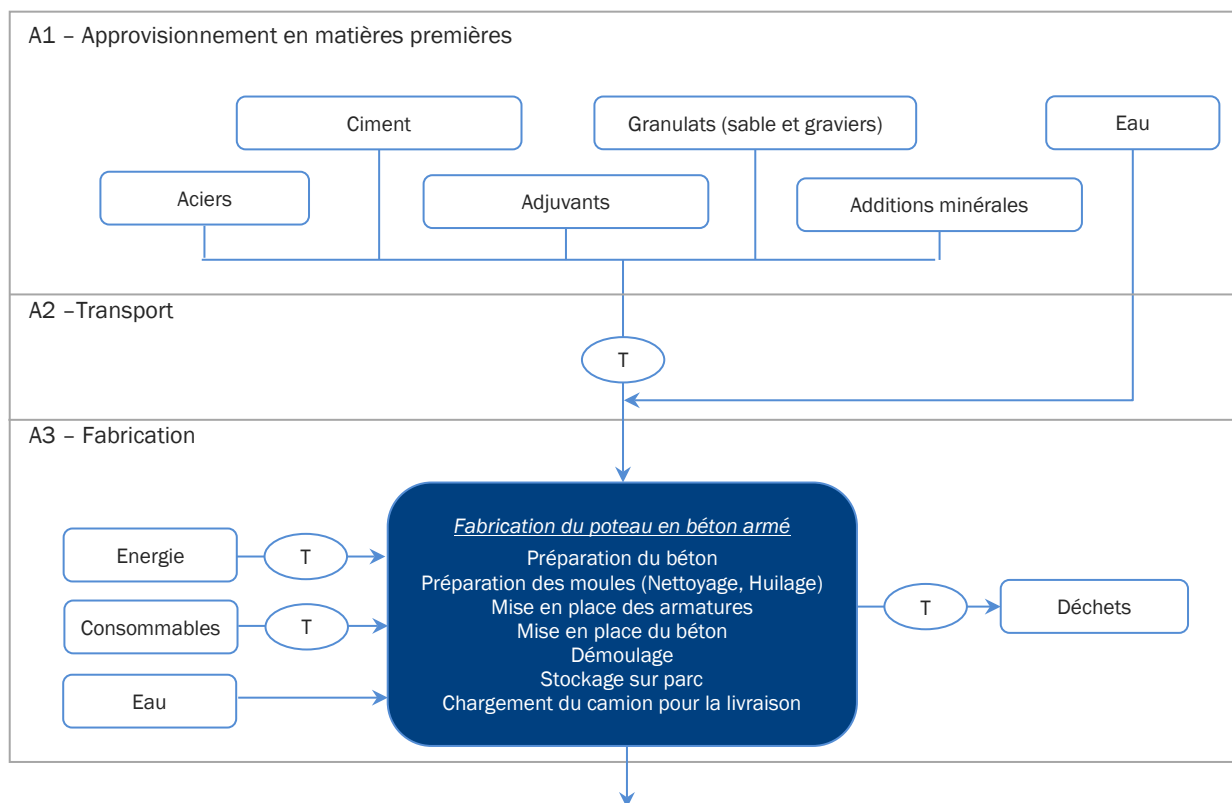 A1 – Approvisionnement en matières premières
Ciment
Granulats (sable et graviers)
Eau
Aciers
Adjuvants
Additions minérales
A2 –Transport
T
A3 – Fabrication
Fabrication du poteau en béton armé
Préparation du béton
Préparation des moules (Nettoyage, Huilage)
Mise en place des armatures
Mise en place du béton
Démoulage
Stockage sur parc
Chargement du camion pour la livraison
Energie
T
Consommables
T
Eau
T
Déchets